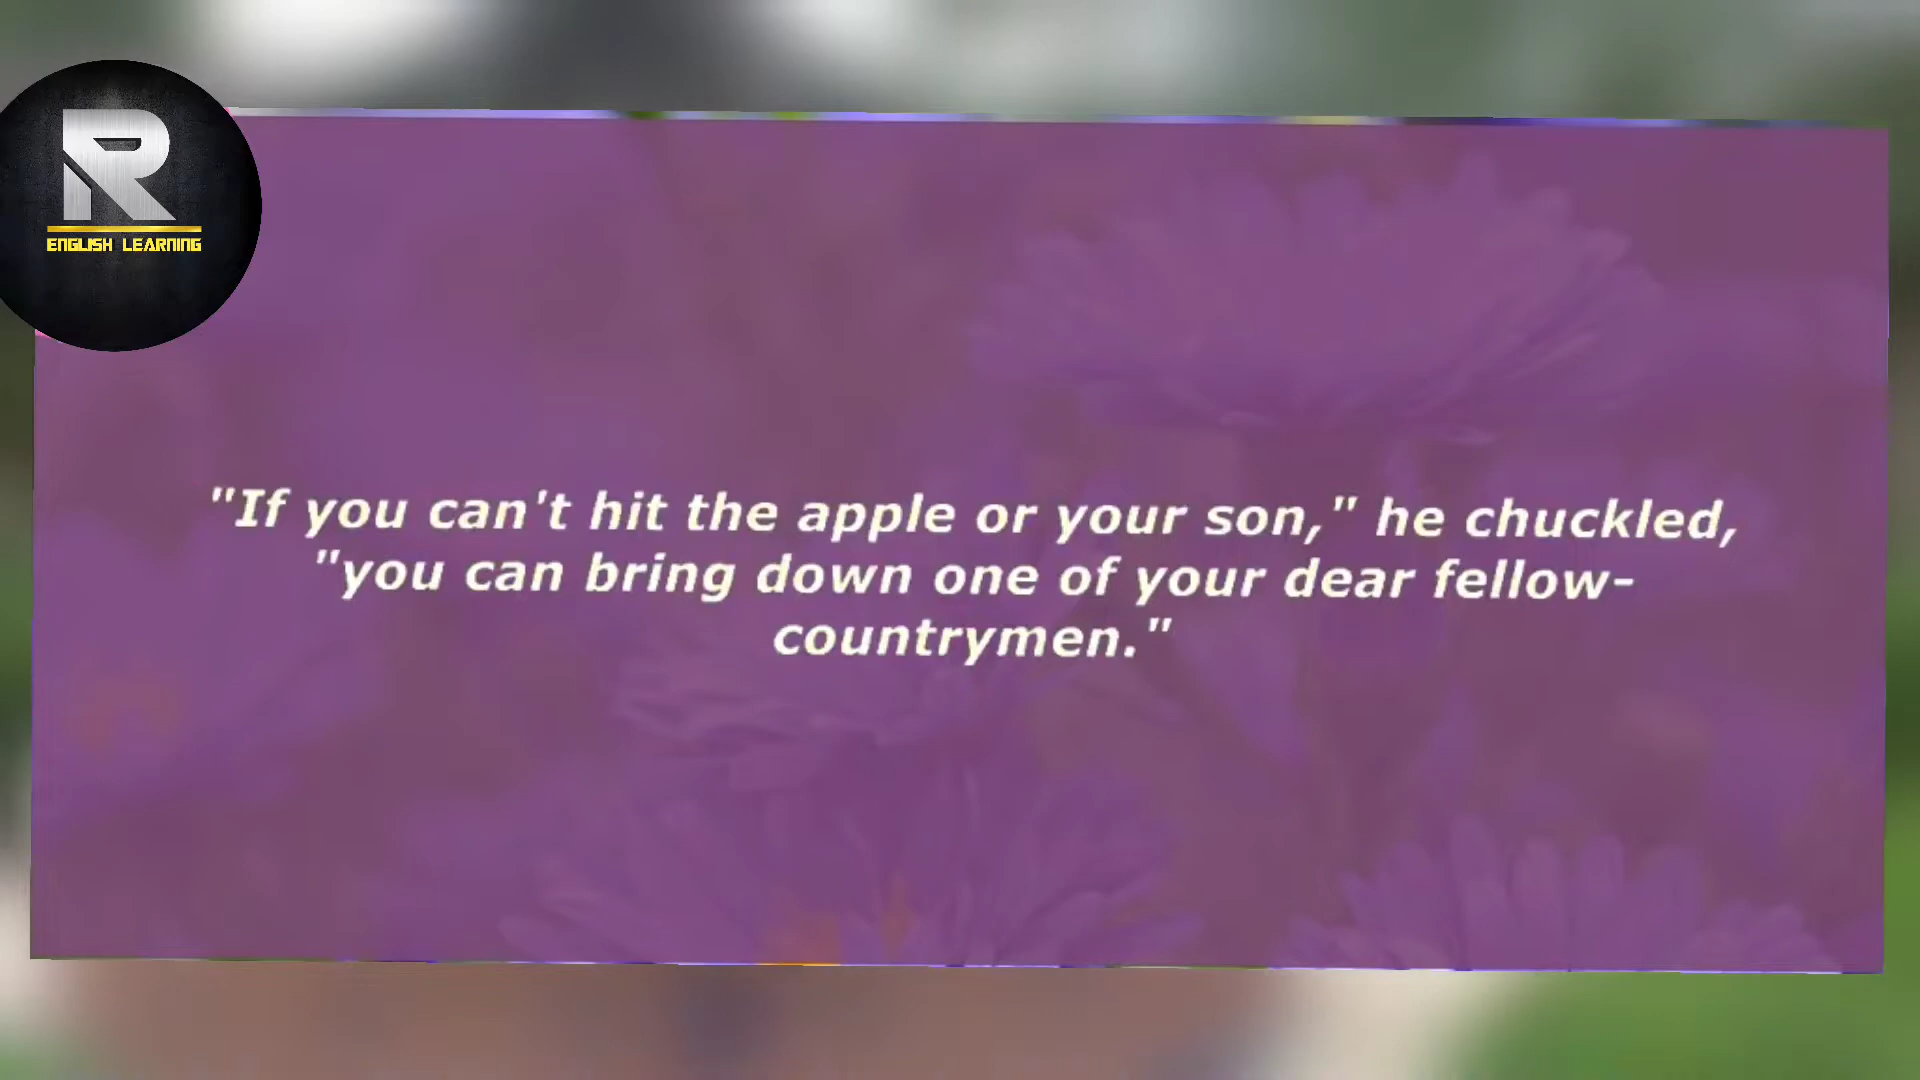 R
ENGLISH LEARNING
"If you can't hit the apple or your son," he chuckled,
"you can bring down one of your dear fellow-
countrymen."